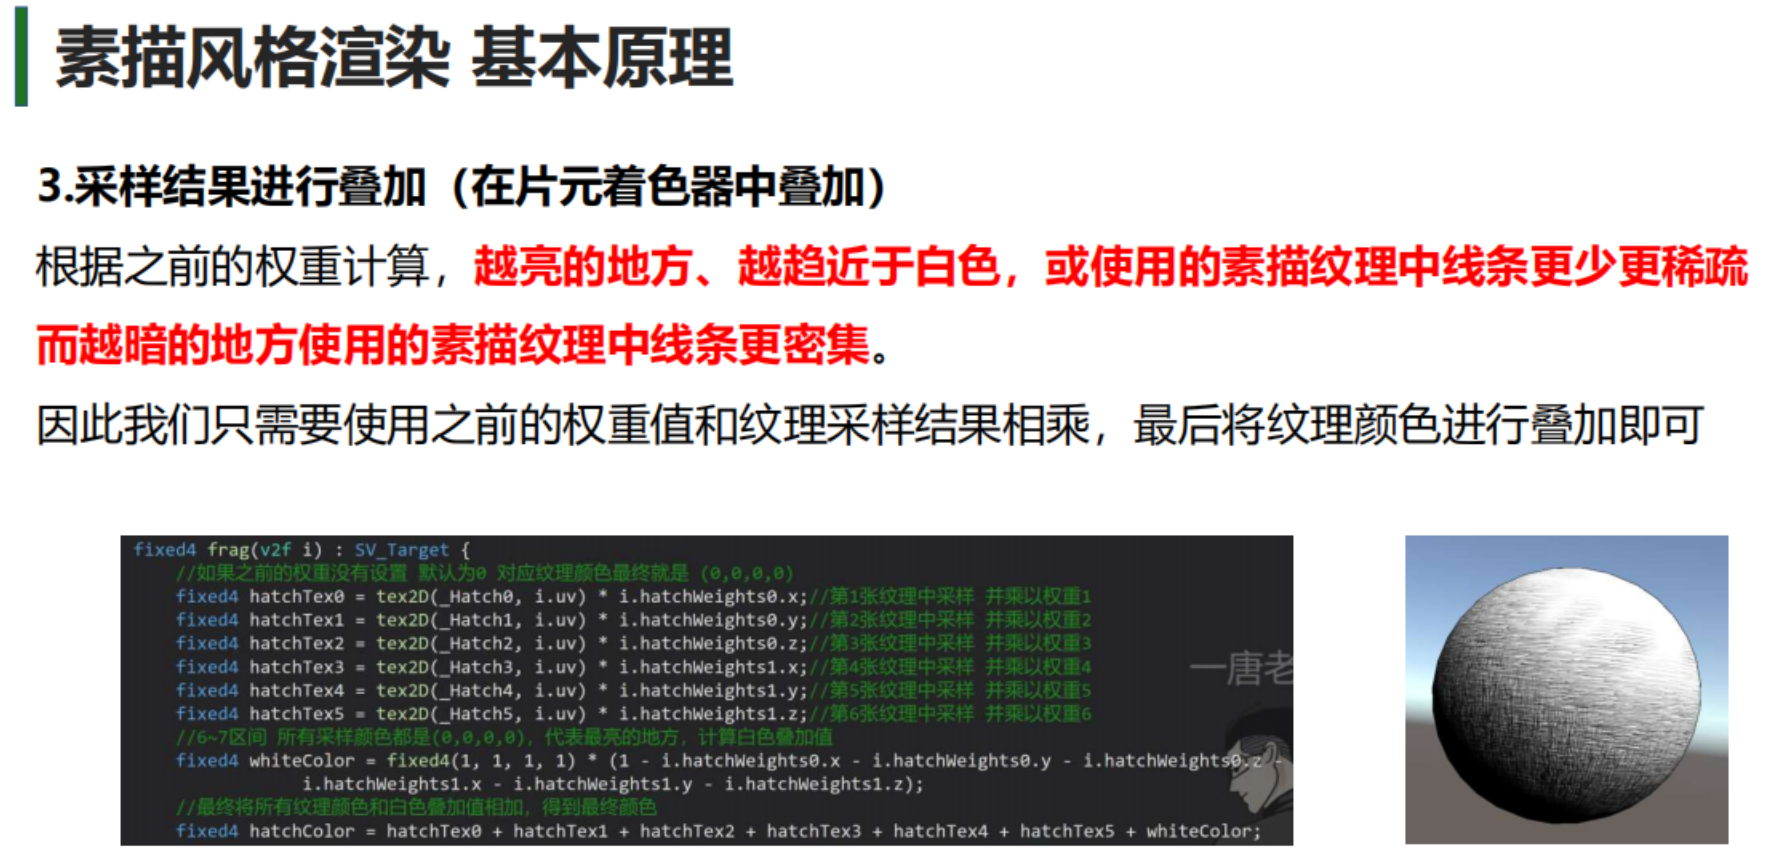 素描风格渲染 基本原理
3.采样结果进行叠加（在片元着色器中叠加）
根据之前的权重计算，越亮的地方、越趋近于白色，或使用的素描纹理中线条更少更稀疏
而越暗的地方使用的素描纹理中线条更密集。
因此我们只需要使用之前的权重值和纹理采样结果相乘，最后将纹理颜色进行叠加即可
fixed4 frag(v2f i) : SV_Target {
//如果之前的权重没有设置 默认为0 对应纹理颜色最终就是 (0,0,0,0)
fixed4 hatchTex0 = tex2D(_Hatch0, i.uv) * i.hatchWeights0.x;//第1张纹理中采样 并乘以权重1
fixed4 hatchTex1 = tex2D(_Hatch1, i.uv) * i.hatchWeights0.y;//第2张纹理中采样 并乘以权重2
fixed4 hatchTex2 = tex2D(_Hatch2, i.uv) * i.hatchWeights0.z;//第3张纹理中采样 并乘以权重3
fixed4 hatchTex3 = tex2D(_Hatch3, i.uv) * i.hatchWeights1.x;//第4张纹理中采样 并乘以权重4
fixed4 hatchTex4 = tex2D(_Hatch4, i.uv) * i.hatchWeights1.y;//第5张纹理中采样 并乘以权重5
fixed4 hatchTex5 = tex2D(_Hatch5, i.uv) * i.hatchWeights1.z;//第6张纹理中采样 并乘以权重6
//6~7区间 所有采样颜色都是(0,0,0,0)，代表最亮的地方，计算白色叠加值
fixed4 whiteColor = fixed4(1, 1, 1, 1) * (1 - i.hatchWeights0.x - i.hatchWeights0.y - i.hatchWeights0.z -
i.hatchWeights1.x - i.hatchWeights1.y - i.hatchWeights1.z);
//最终将所有纹理颜色和白色叠加值相加，得到最终颜色
fixed4 hatchColor = hatchTex0 + hatchTex1 + hatchTex2 + hatchTex3 + hatchTex4 + hatchTex5 + whiteColor;
一唐老